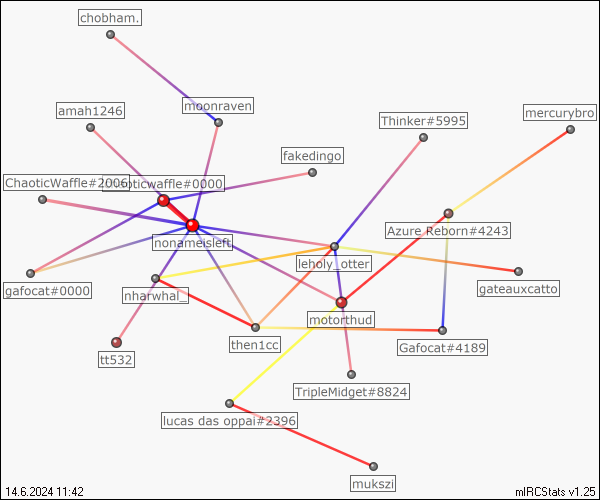 chobham.
moonraven
amah1246
Thinker#5995
mercurybro
fakedingo
ChaoticWaffle#2006
chaoticwaffle#0000
Azure Reborn#4243
nonameisleft
leholy_otter
gafocat#0000
nharwhal_
gateauxcatto
motorthud
then1cc
Gafocat#4189
tt532
TripleMidget#8824
lucas das oppai#2396
mukszi
14.6.2024 11:42
mIRCStats v1.25